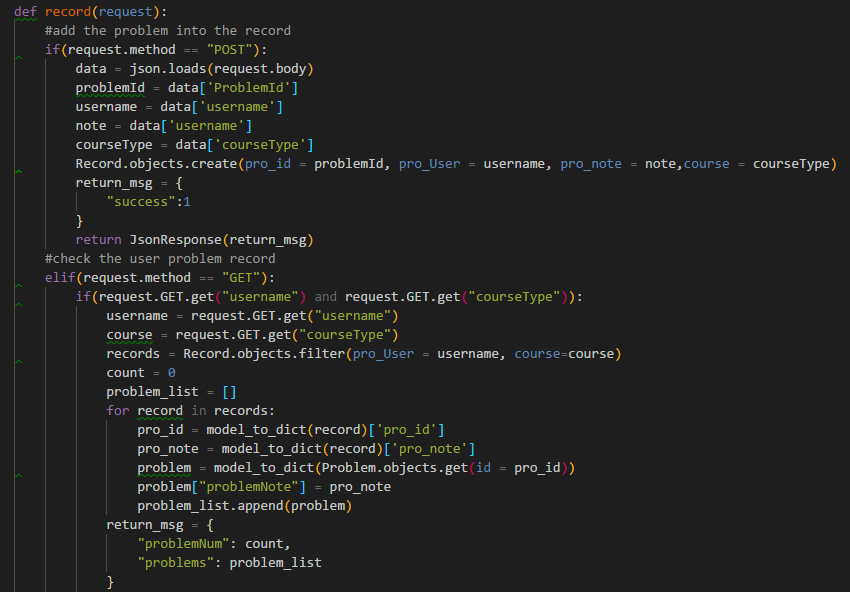 def record(request):
    #add the problem into the record
    if(request.method == "POST"):
        data = json.loads(request.body)
        problemId = data['ProblemId']
        username = data['username']
        note = data['username']
        courseType = data['courseType']
        Record.objects.create(pro_id = problemId, pro_User = username, pro_note = note,course = courseType)
        return_msg = {
            "success":1
        }
        return JsonResponse(return_msg)
    #check the user problem record
    elif(request.method == "GET"):
        if(request.GET.get("username") and request.GET.get("courseType")):
            username = request.GET.get("username")
            course = request.GET.get("courseType")
            records = Record.objects.filter(pro_User = username, course=course)
            count = 0
            problem_list = []
            for record in records:
                pro_id = model_to_dict(record)['pro_id']
                pro_note = model_to_dict(record)['pro_note']
                problem = model_to_dict(Problem.objects.get(id = pro_id))
                problem["problemNote"] = pro_note
                problem_list.append(problem)
            return_msg = {
                "problemNum": count,
                "problems": problem_list
            }